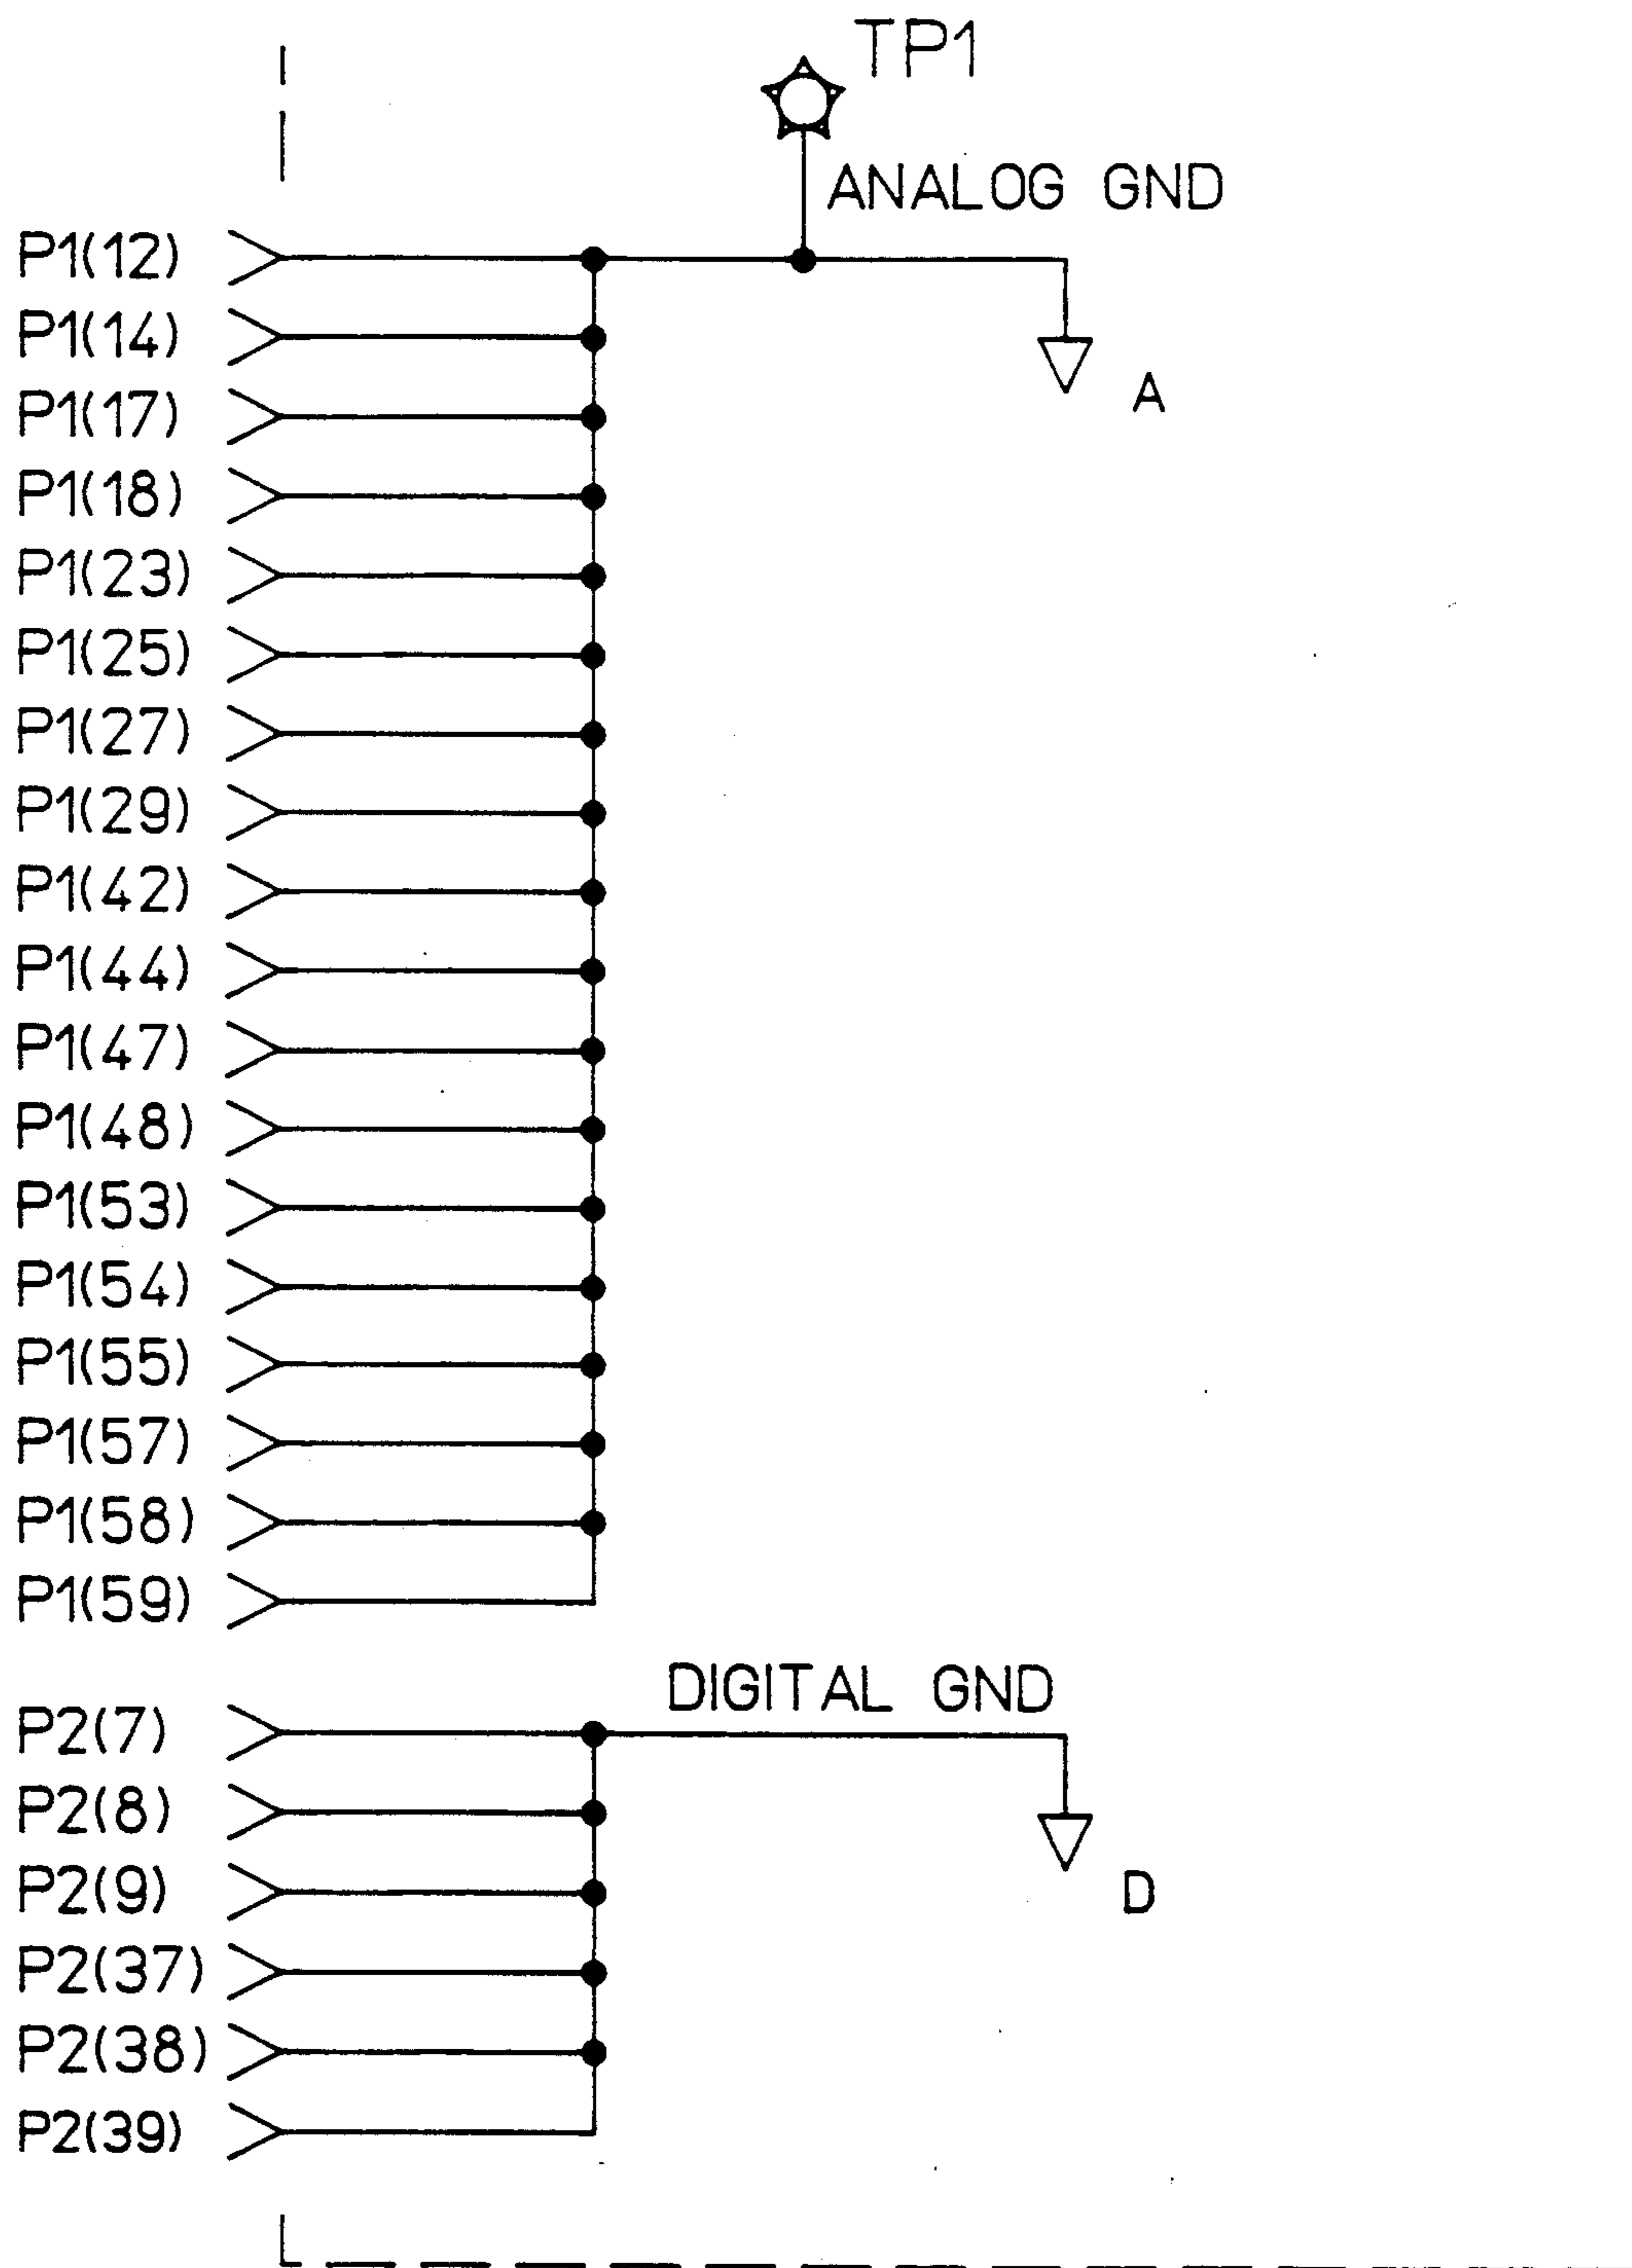 TP1
ANALOG GND
P1(12)
P1(14)
A
P1(17)
P1(18)
P1(23)
P1(25)
P1(27)
P1(29)
P1(42)
P1(44)
P1(47)
P1(48)
P1(53)
P1(54)
P1(55)
P1(57)
P1(58)
P1(59)
DIGITAL GND
P2(7)
P2(8)
D
P2(9)
P2(37)
P2(38)
P2(39)